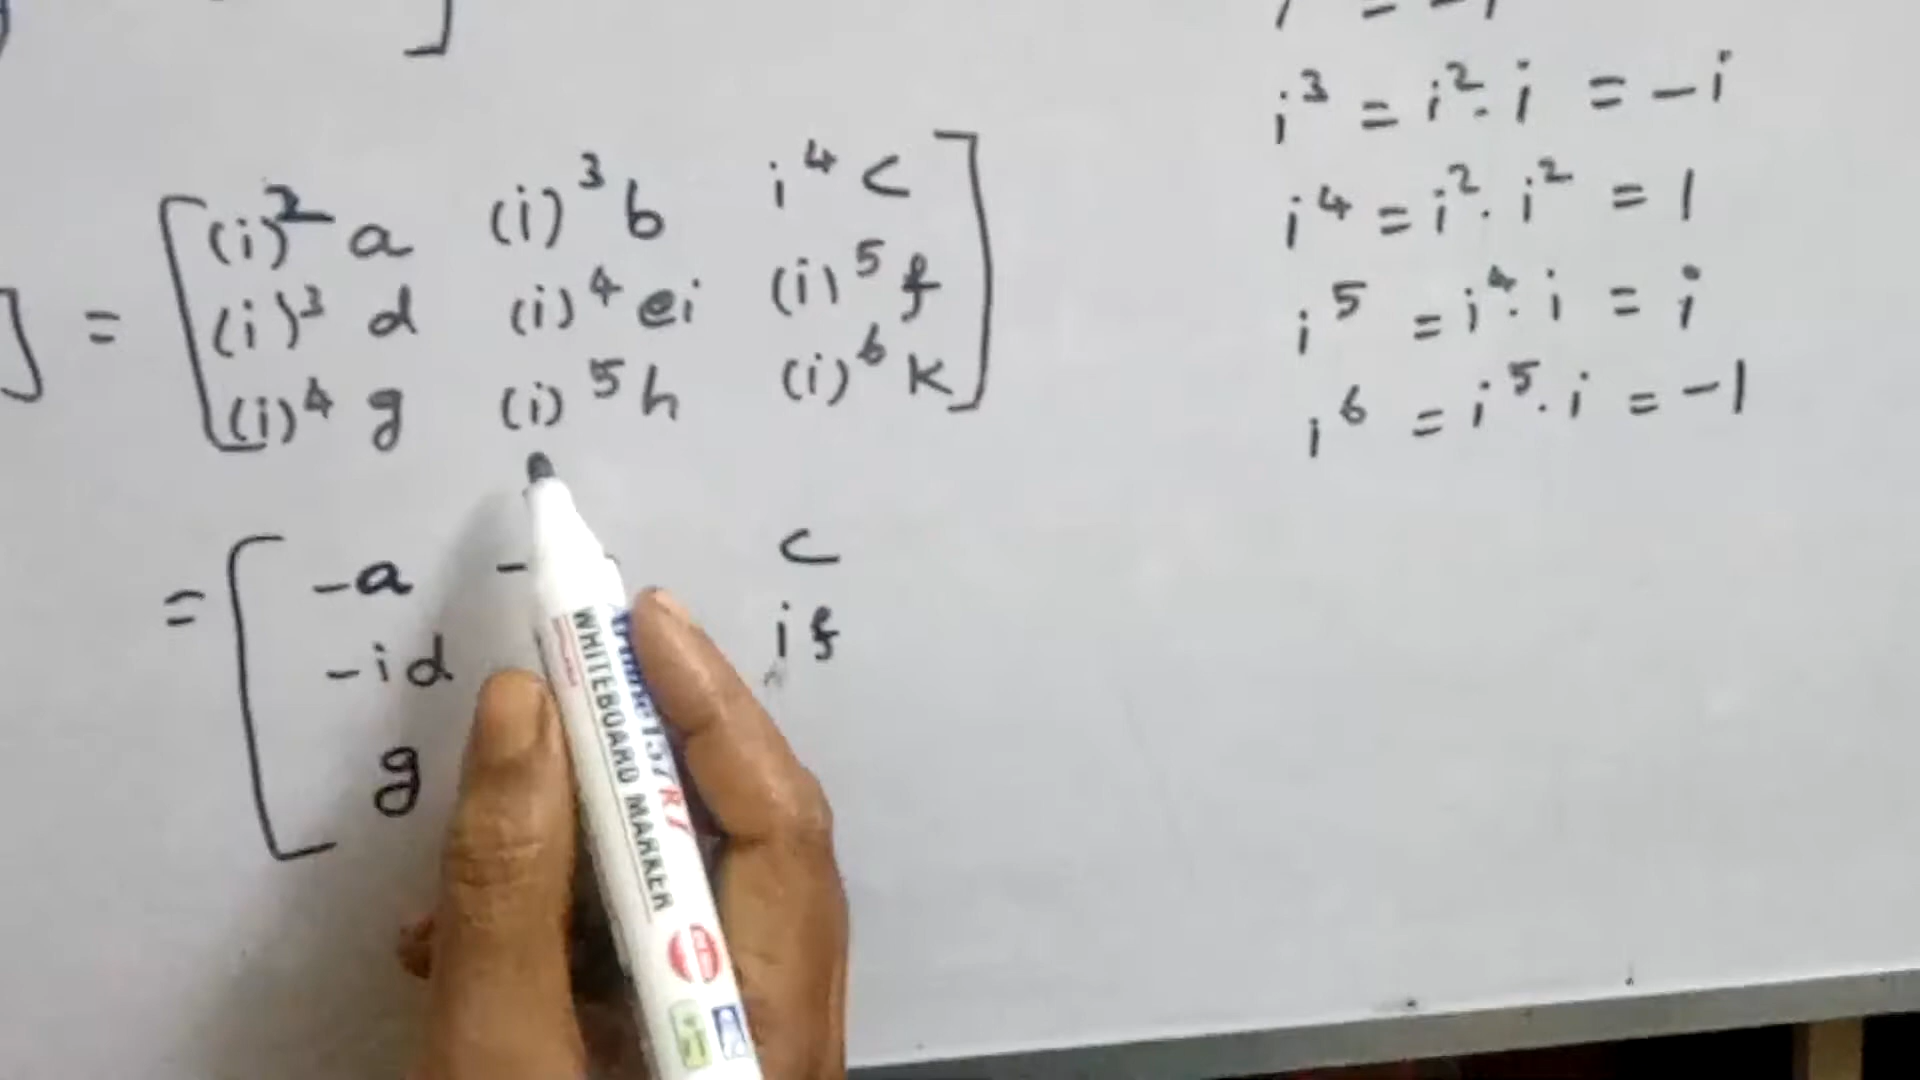 ]
= -1
i³ = i² · i = -i
i⁴ = i² · i² = 1
i⁵ = i⁴ · i = i
i⁶ = i⁵ · i = -1
] = [ (i)² a (i)³ b i⁴ c
(i)³ d (i)⁴ ei (i)⁵ f
(i)⁴ g (i)⁵ h (i)⁶ k ]
= [ -a - c
-id if
g
WHITEBOARD MARKER